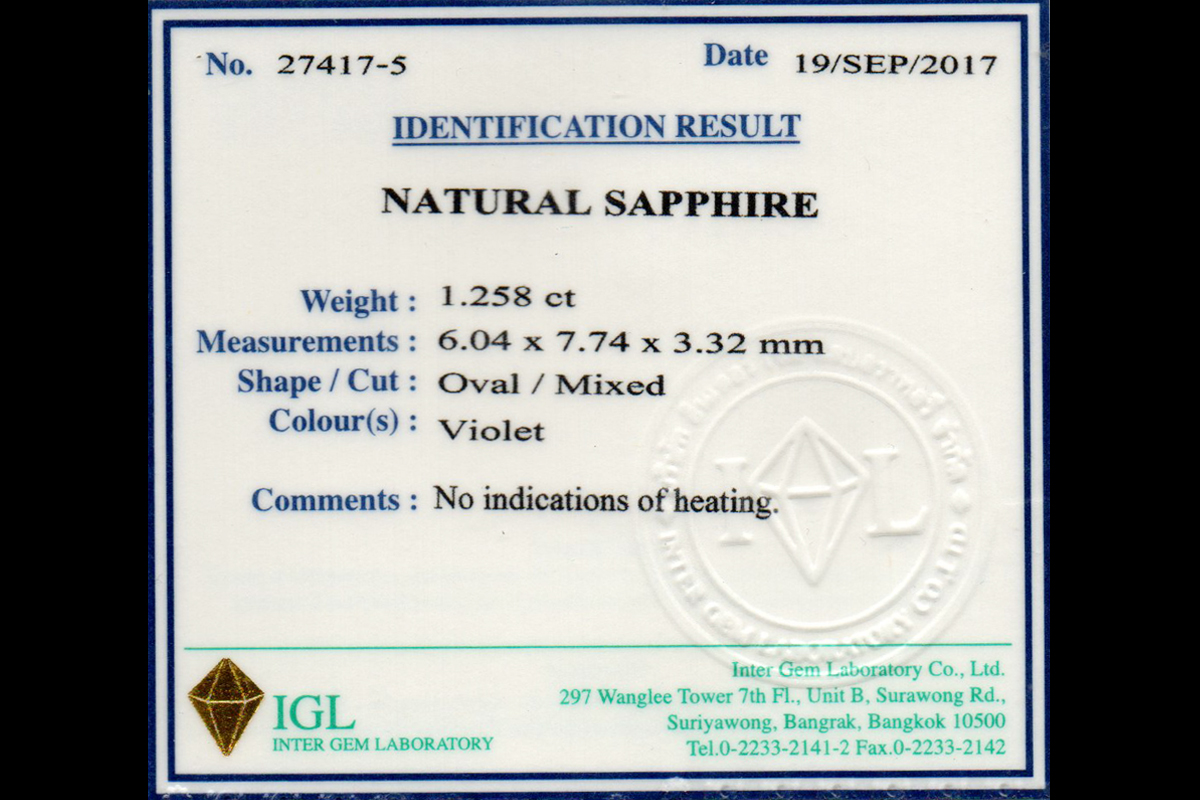 No. 27417-5
Date 19/SEP/2017
IDENTIFICATION RESULT
NATURAL SAPPHIRE
Weight : 1.258 ct
Measurements : 6.04 x 7.74 x 3.32 mm
Shape / Cut : Oval / Mixed
Colour(s) : Violet
Comments : No indications of heating.
I L
IGL
INTER GEM LABORATORY
Inter Gem Laboratory Co., Ltd.
297 Wanglee Tower 7th Fl., Unit B, Surawong Rd.,
Suriyawong, Bangrak, Bangkok 10500
Tel.0-2233-2141-2 Fax.0-2233-2142